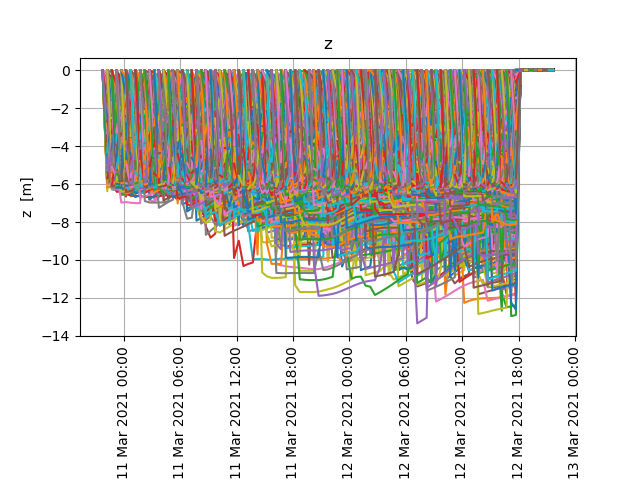 z
0
−2
−4
−6
−8
−10
−12
−14
z [m]
11 Mar 2021 00:00
11 Mar 2021 06:00
11 Mar 2021 12:00
11 Mar 2021 18:00
12 Mar 2021 00:00
12 Mar 2021 06:00
12 Mar 2021 12:00
12 Mar 2021 18:00
13 Mar 2021 00:00